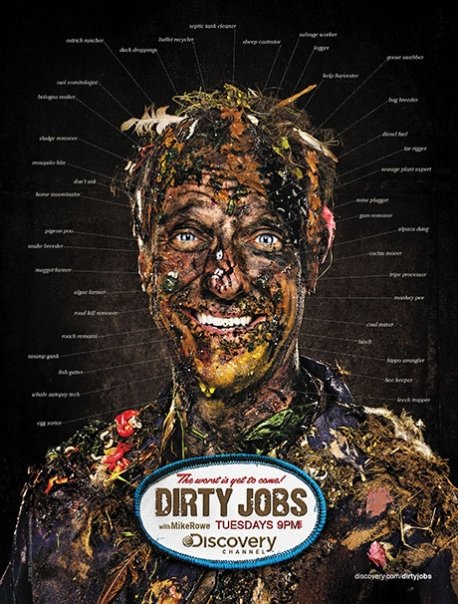 septic tank cleaner
ostrich rancher
buffet recycler
salvage worker
duck droppings
sheep castrator
logger
goose snubber
kelp harvester
owl vomitologist
bologna maker
bug breeder
sludge remover
diesel fuel
tar rigger
mosquito bite
sewage plant expert
don't ask
horse inseminator
mine plugger
gum remover
pigeon poo
alpaca dung
snake breeder
cactus mover
maggot farmer
tripe processor
algae farmer
monkey pee
road kill remover
coal miner
roach remains
lunch
swamp gunk
hippo wrangler
fish gutter
bee keeper
whale autopsy tech
leech trapper
egg sorter
The worst is yet to come!
DIRTY JOBS
with MikeRowe TUESDAYS 9PM
Discovery
CHANNEL
discovery.com/dirtyjobs